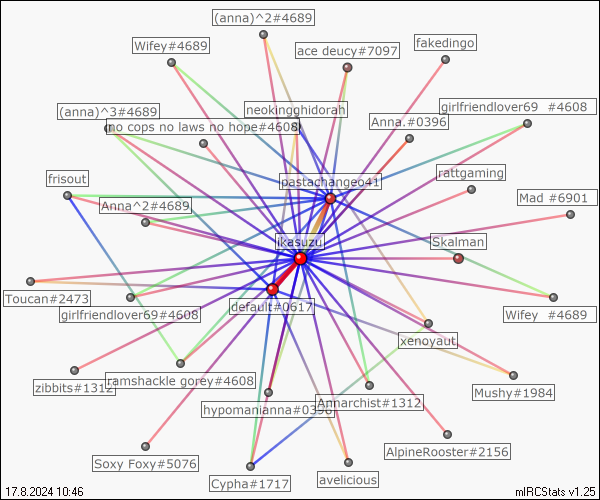 (anna)^2#4689
Wifey#4689
fakedingo
ace deucy#7097
(anna)^3#4689
neokingghidorah
girlfriendlover69 #4608
no cops no laws no hope#4608
Anna.#0396
frisout
pastachangeo41
rattgaming
Anna^2#4689
Mad #6901
ikasuzu
Skalman
Toucan#2473
default#0617
girlfriendlover69#4608
Wifey #4689
xenoyaut
zibbits#1312
ramshackle gorey#4608
Mushy#1984
hypomanianna#0396
Annarchist#1312
Soxy Foxy#5076
AlpineRooster#2156
Cypha#1717
avelicious
17.8.2024 10:46
mIRCStats v1.25